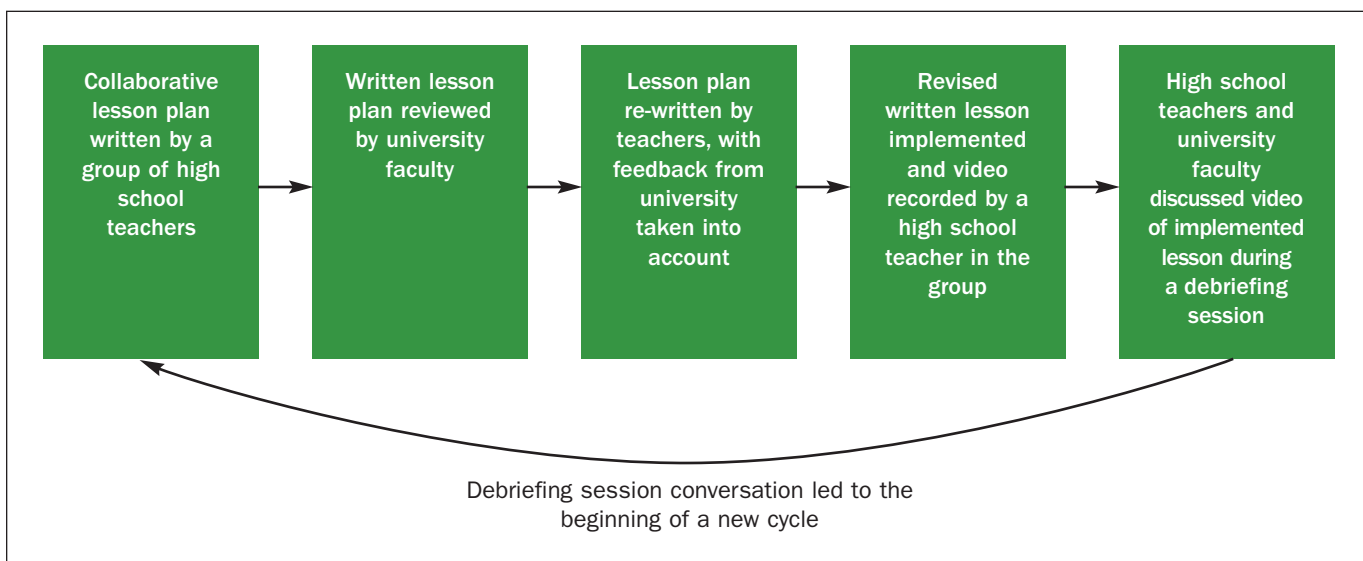 Collaborative
lesson plan
written by a
group of high
school
teachers
Written lesson
plan reviewed
by university
faculty
Lesson plan
re-written by
teachers, with
feedback from
university
taken into
account
Revised
written lesson
implemented
and video
recorded by a
high school
teacher in the
group
High school
teachers and
university
faculty
discussed video
of implemented
lesson during
a debriefing
session
Debriefing session conversation led to the
beginning of a new cycle